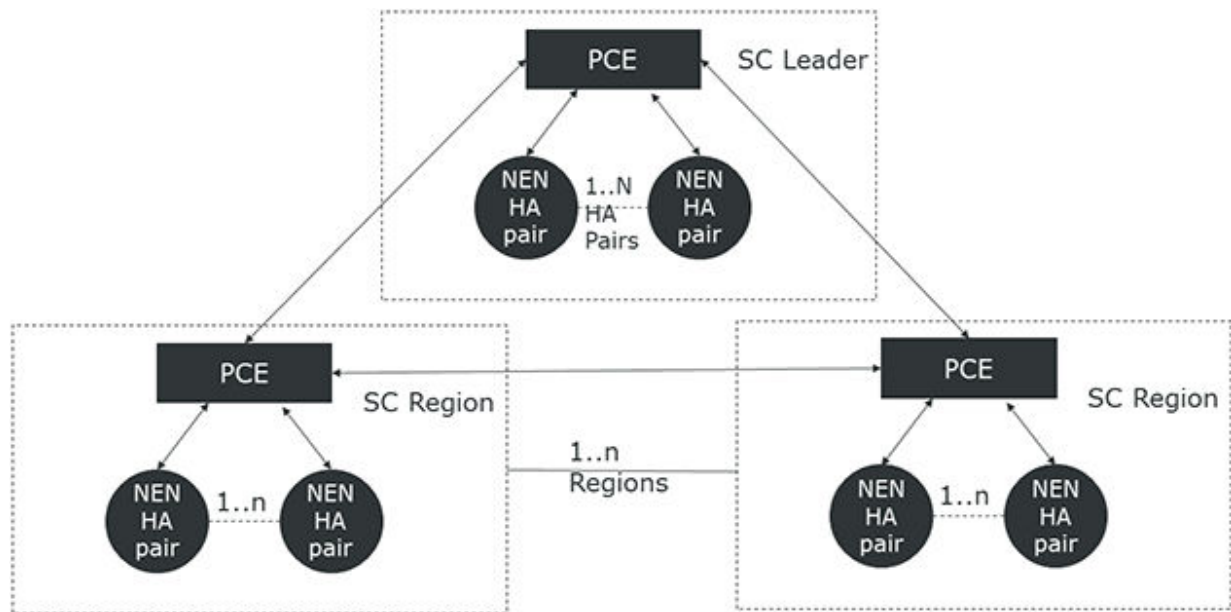 PCE
SC Leader
NEN
HA
pair
1..N
HA
Pairs
NEN
HA
pair
PCE
SC Region
NEN
HA
pair
1..n
NEN
HA
pair
1..n
Regions
PCE
SC Region
NEN
HA
pair
1..n
NEN
HA
pair